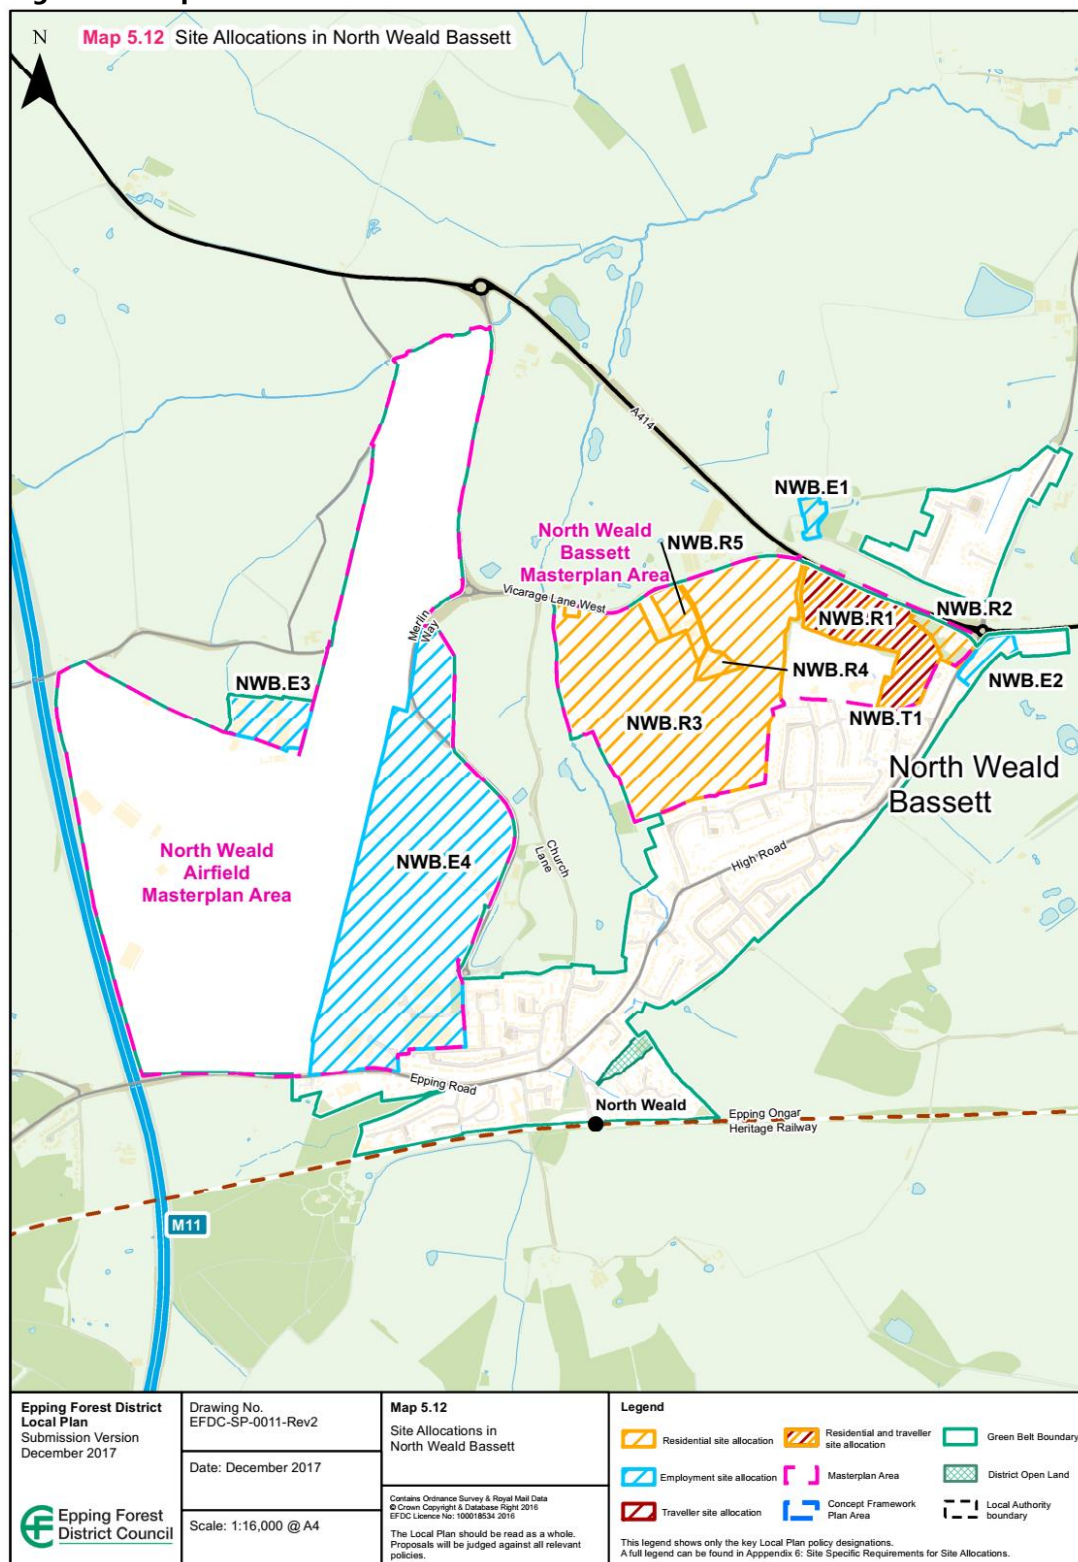 N
Map 5.12 Site Allocations in North Weald Bassett
A414
NWB.E1
North Weald
Bassett
Masterplan Area
NWB.R5
Vicarage Lane West
Merlin
Way
NWB.R1
NWB.R2
NWB.R4
NWB.E2
NWB.E3
NWB.R3
NWB.T1
North Weald
Bassett
North Weald
Airfield
Masterplan Area
NWB.E4
Church
Lane
High Road
Epping Road
North Weald
Epping Ongar
Heritage Railway
M11
Epping Forest District
Local Plan
Submission Version
December 2017
Epping Forest
District Council
Drawing No.
EFDC-SP-0011-Rev2
Date: December 2017
Scale: 1:16,000 @ A4
Map 5.12
Site Allocations in
North Weald Bassett
Contains Ordnance Survey & Royal Mail Data
© Crown Copyright & Database Right 2016
EFDC Licence No: 100018534 2016
The Local Plan should be read as a whole.
Proposals will be judged against all relevant
policies.
Legend
Residential site allocation
Residential and traveller
site allocation
Green Belt Boundary
Employment site allocation
Masterplan Area
District Open Land
Traveller site allocation
Concept Framework
Plan Area
Local Authority
boundary
This legend shows only the key Local Plan policy designations.
A full legend can be found in Apppendix 6: Site Specific Requirements for Site Allocations.